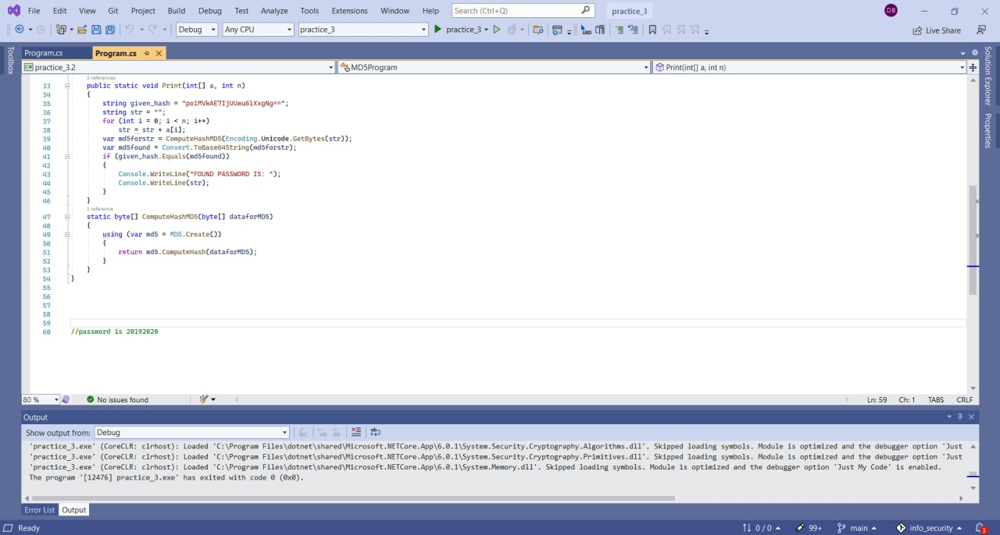 File Edit View Git Project Build Debug Test Analyze Tools Extensions Window Help Search (Ctrl+Q) practice_3 DB
Debug Any CPU practice_3 practice_3 Live Share
Toolbox
Program.cs Program.cs
practice_3.2 MD5Program Print(int[] a, int n)
2 references
33 public static void Print(int[] a, int n)
34 {
35 string given_hash = "po1MVkAE7IjUUwu61XxgNg==";
36 string str = "";
37 for (int i = 0; i < n; i++)
38 str = str + a[i];
39 var md5forstr = ComputeHashMD5(Encoding.Unicode.GetBytes(str));
40 var md5found = Convert.ToBase64String(md5forstr);
41 if (given_hash.Equals(md5found))
42 {
43 Console.WriteLine("FOUND PASSWORD IS: ");
44 Console.WriteLine(str);
45 }
46 }
1 reference
47 static byte[] ComputeHashMD5(byte[] dataforMD5)
48 {
49 using (var md5 = MD5.Create())
50 {
51 return md5.ComputeHash(dataforMD5);
52 }
53 }
54 }
55
56
57
58
59
60 //password is 20192020
Solution Explorer
Properties
80 % No issues found Ln: 59 Ch: 1 TABS CRLF
Output
Show output from: Debug
'practice_3.exe' (CoreCLR: clrhost): Loaded 'C:\Program Files\dotnet\shared\Microsoft.NETCore.App\6.0.1\System.Security.Cryptography.Algorithms.dll'. Skipped loading symbols. Module is optimized and the debugger option 'Just
'practice_3.exe' (CoreCLR: clrhost): Loaded 'C:\Program Files\dotnet\shared\Microsoft.NETCore.App\6.0.1\System.Security.Cryptography.Primitives.dll'. Skipped loading symbols. Module is optimized and the debugger option 'Just
'practice_3.exe' (CoreCLR: clrhost): Loaded 'C:\Program Files\dotnet\shared\Microsoft.NETCore.App\6.0.1\System.Memory.dll'. Skipped loading symbols. Module is optimized and the debugger option 'Just My Code' is enabled.
The program '[12476] practice_3.exe' has exited with code 0 (0x0).
Error List Output
Ready 0 / 0 99+ main info_security 3